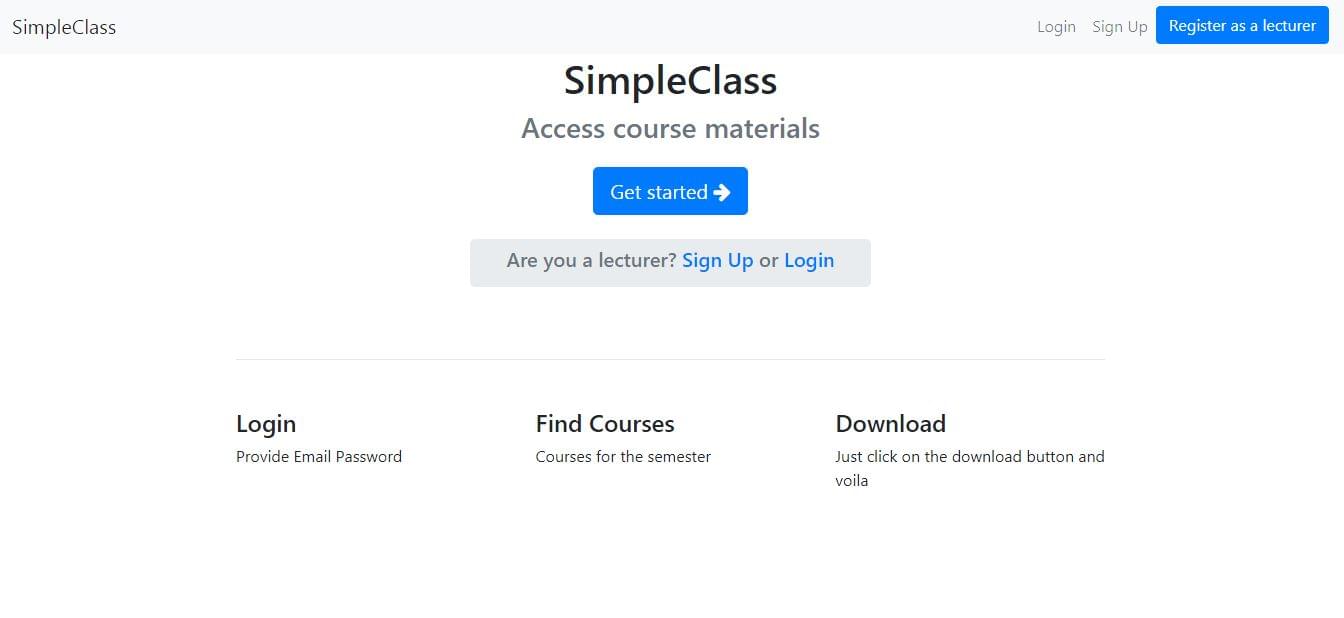 SimpleClass
Login
Sign Up
Register as a lecturer
SimpleClass
Access course materials
Get started
Are you a lecturer? Sign Up or Login
Login
Provide Email Password
Find Courses
Courses for the semester
Download
Just click on the download button and
voila